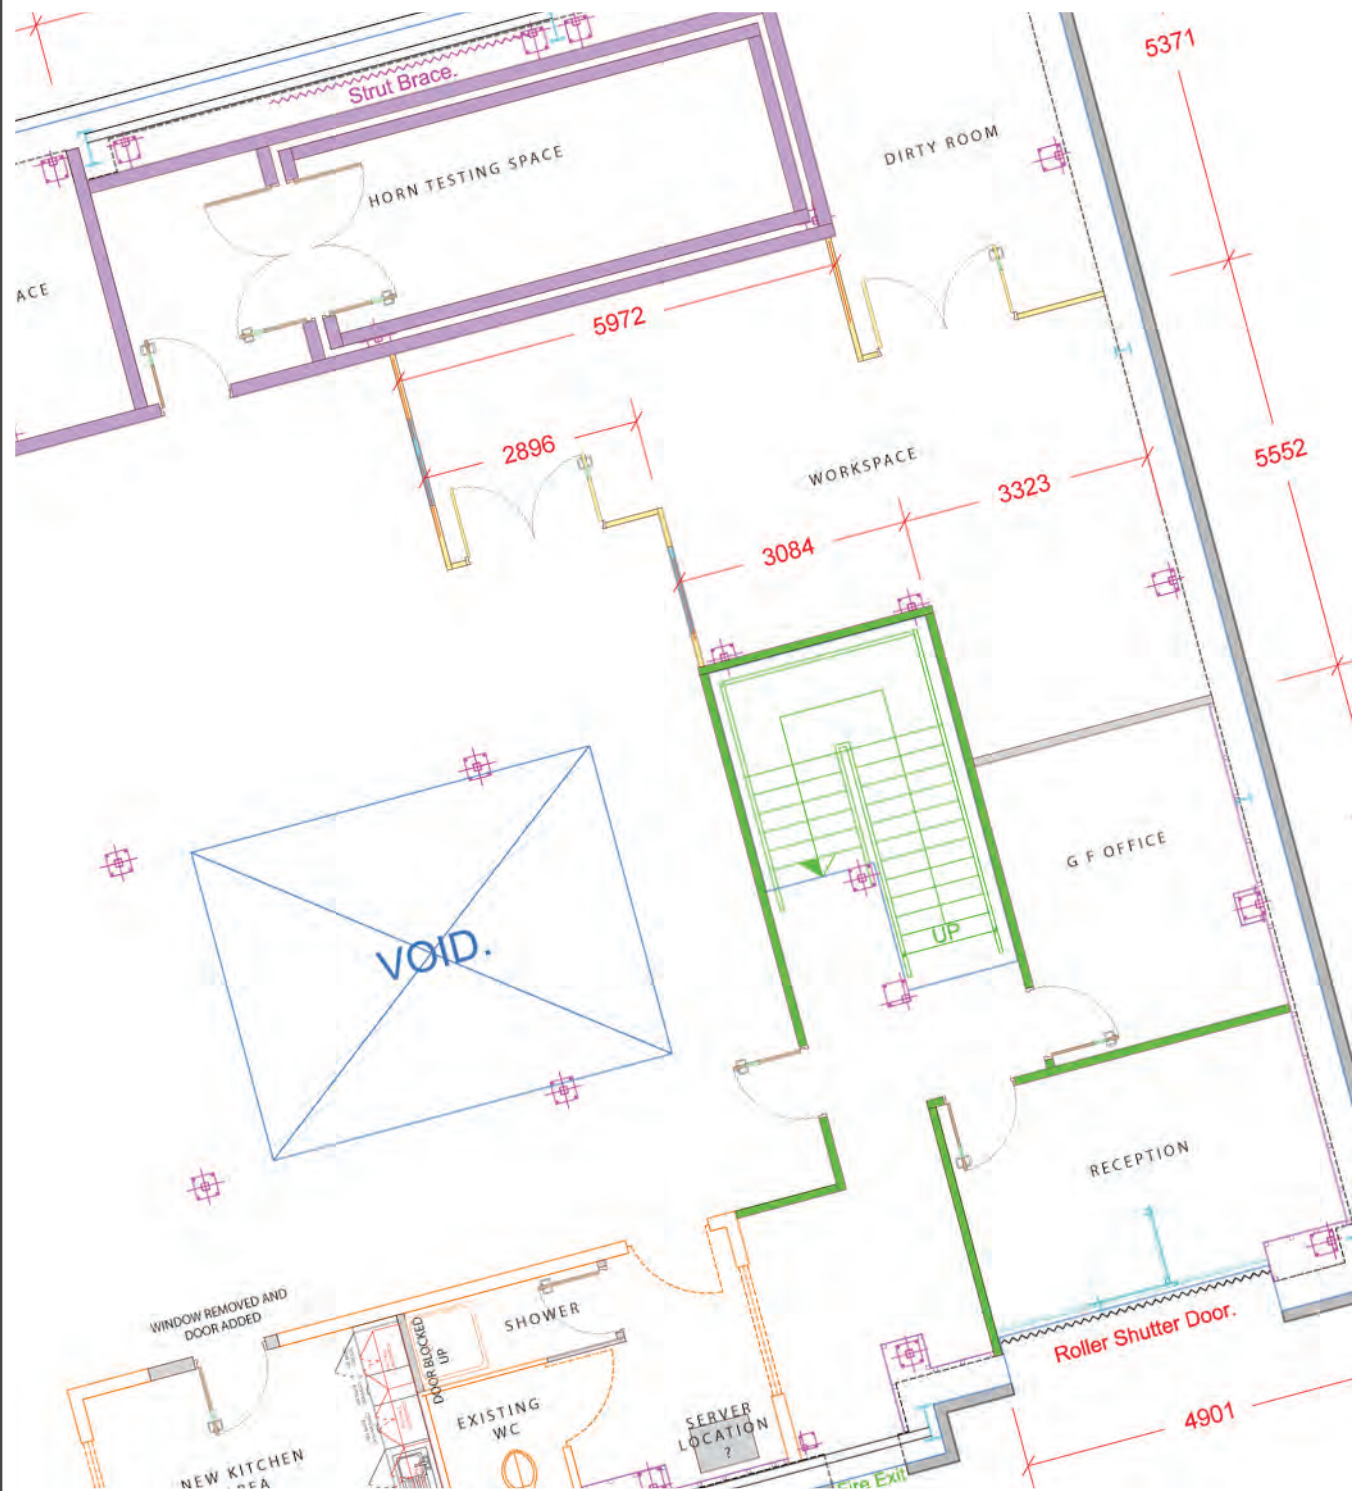 5371
Strut Brace.
DIRTY ROOM
HORN TESTING SPACE
ACE
5972
2896
WORKSPACE
5552
3323
3084
G F OFFICE
UP
VOID.
RECEPTION
WINDOW REMOVED AND
DOOR ADDED
SHOWER
DOOR BLOCKED
UP
Roller Shutter Door.
EXISTING
WC
SERVER
LOCATION
?
4901
NEW KITCHEN
REA
Fire Exit